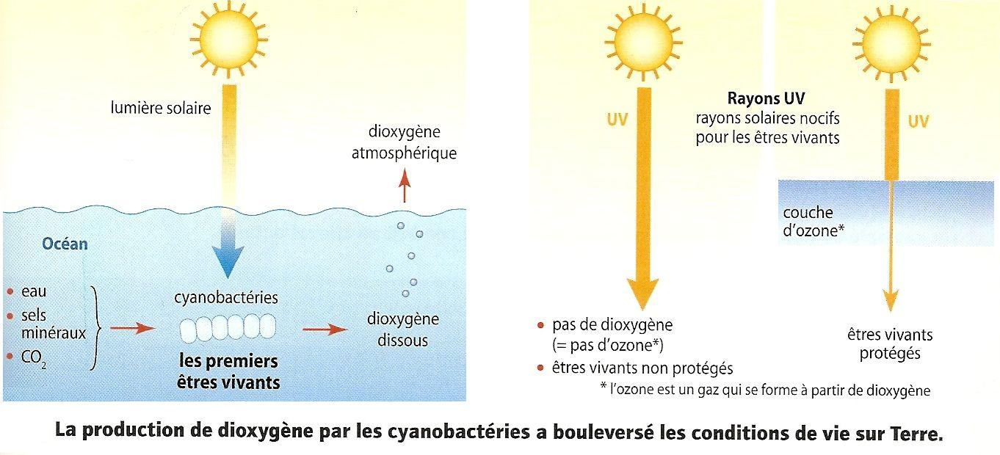 lumière solaire
dioxygène
atmosphérique
Océan
• eau
• sels
minéraux
• CO₂
cyanobactéries
les premiers
êtres vivants
dioxygène
dissous
UV
Rayons UV
rayons solaires nocifs
pour les êtres vivants
UV
couche
d'ozone*
• pas de dioxygène
(= pas d'ozone*)
• êtres vivants non protégés
êtres vivants
protégés
* l'ozone est un gaz qui se forme à partir de dioxygène
La production de dioxygène par les cyanobactéries a bouleversé les conditions de vie sur Terre.